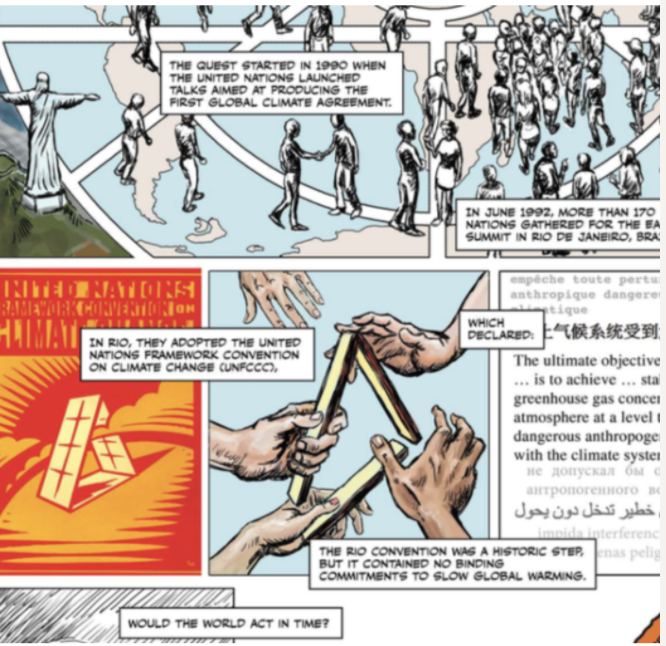 THE QUEST STARTED IN 1990 WHEN
THE UNITED NATIONS LAUNCHED
TALKS AIMED AT PRODUCING THE
FIRST GLOBAL CLIMATE AGREEMENT.
IN JUNE 1992, MORE THAN 170
NATIONS GATHERED FOR THE EA
SUMMIT IN RIO DE JANEIRO, BRA
UNITED NATIONS
FRAMEWORK CONVENTION ON
CLIMATE CHANGE
IN RIO, THEY ADOPTED THE UNITED
NATIONS FRAMEWORK CONVENTION
ON CLIMATE CHANGE (UNFCCC),
WHICH
DECLARED:
empêche toute pertu
anthropique dangere
climatique
气候系统受到
The ultimate objective
... is to achieve ... sta
greenhouse gas concen
atmosphere at a level t
dangerous anthropoge
with the climate system
не допускал бы о
антропогенного во
خطير تدخل دون يحول
impida interferenc
enas pelig
THE RIO CONVENTION WAS A HISTORIC STEP,
BUT IT CONTAINED NO BINDING
COMMITMENTS TO SLOW GLOBAL WARMING.
WOULD THE WORLD ACT IN TIME?